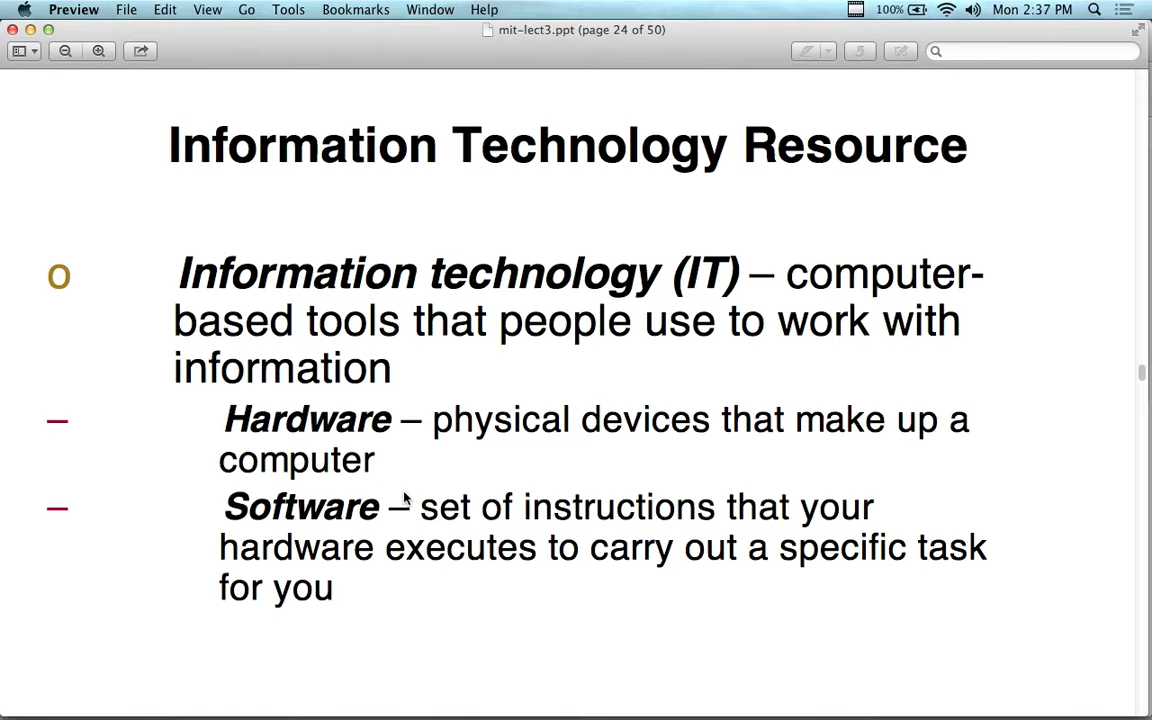 Preview File Edit View Go Tools Bookmarks Window Help 100% Mon 2:37 PM
mit-lect3.ppt (page 24 of 50)
Information Technology Resource
o Information technology (IT) – computer-
based tools that people use to work with
information
– Hardware – physical devices that make up a
computer
– Software – set of instructions that your
hardware executes to carry out a specific task
for you